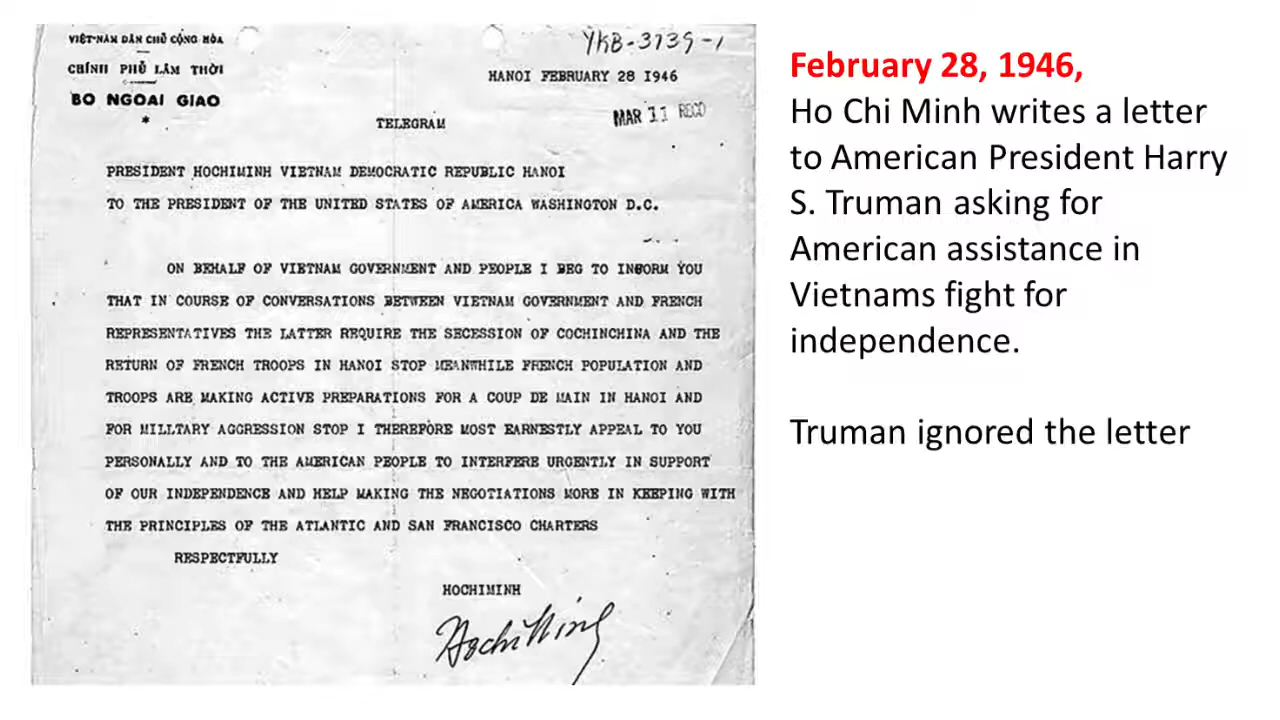 VIỆT-NAM DÂN CHỦ CỘNG HÒA
CHÍNH PHỦ LÂM THỜI
BO NGOAI GIAO
*
YKB-3739-1
HANOI FEBRUARY 28 1946
MAR 11 RECD
TELEGRAM
PRESIDENT HOCHIMINH VIETNAM DEMOCRATIC REPUBLIC HANOI
TO THE PRESIDENT OF THE UNITED STATES OF AMERICA WASHINGTON D.C.
ON BEHALF OF VIETNAM GOVERNMENT AND PEOPLE I BEG TO INFORM YOU
THAT IN COURSE OF CONVERSATIONS BETWEEN VIETNAM GOVERNMENT AND FRENCH
REPRESENTATIVES THE LATTER REQUIRE THE SECESSION OF COCHINCHINA AND THE
RETURN OF FRENCH TROOPS IN HANOI STOP MEANWHILE FRENCH POPULATION AND
TROOPS ARE MAKING ACTIVE PREPARATIONS FOR A COUP DE MAIN IN HANOI AND
FOR MILITARY AGGRESSION STOP I THEREFORE MOST EARNESTLY APPEAL TO YOU
PERSONALLY AND TO THE AMERICAN PEOPLE TO INTERFERE URGENTLY IN SUPPORT
OF OUR INDEPENDENCE AND HELP MAKING THE NEGOTIATIONS MORE IN KEEPING WITH
THE PRINCIPLES OF THE ATLANTIC AND SAN FRANCISCO CHARTERS
RESPECTFULLY
HOCHIMINH
Hochiminh
February 28, 1946,
Ho Chi Minh writes a letter
to American President Harry
S. Truman asking for
American assistance in
Vietnams fight for
independence.
Truman ignored the letter